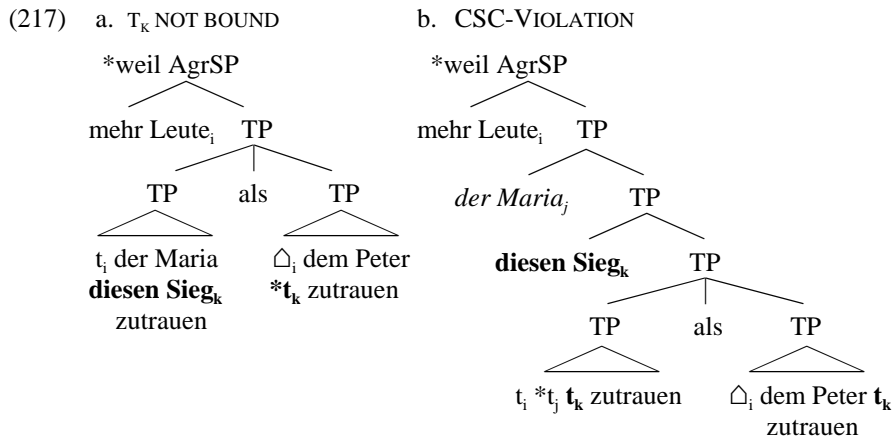 (217) a. T_K NOT BOUND b. CSC-VIOLATION
*weil AgrSP *weil AgrSP
mehr Leute_i TP mehr Leute_i TP
TP als TP der Maria_j TP
t_i der Maria ⌂_i dem Peter diesen Sieg_k TP
diesen Sieg_k *t_k zutrauen
zutrauen TP als TP
t_i *t_j t_k zutrauen ⌂_i dem Peter t_k
zutrauen